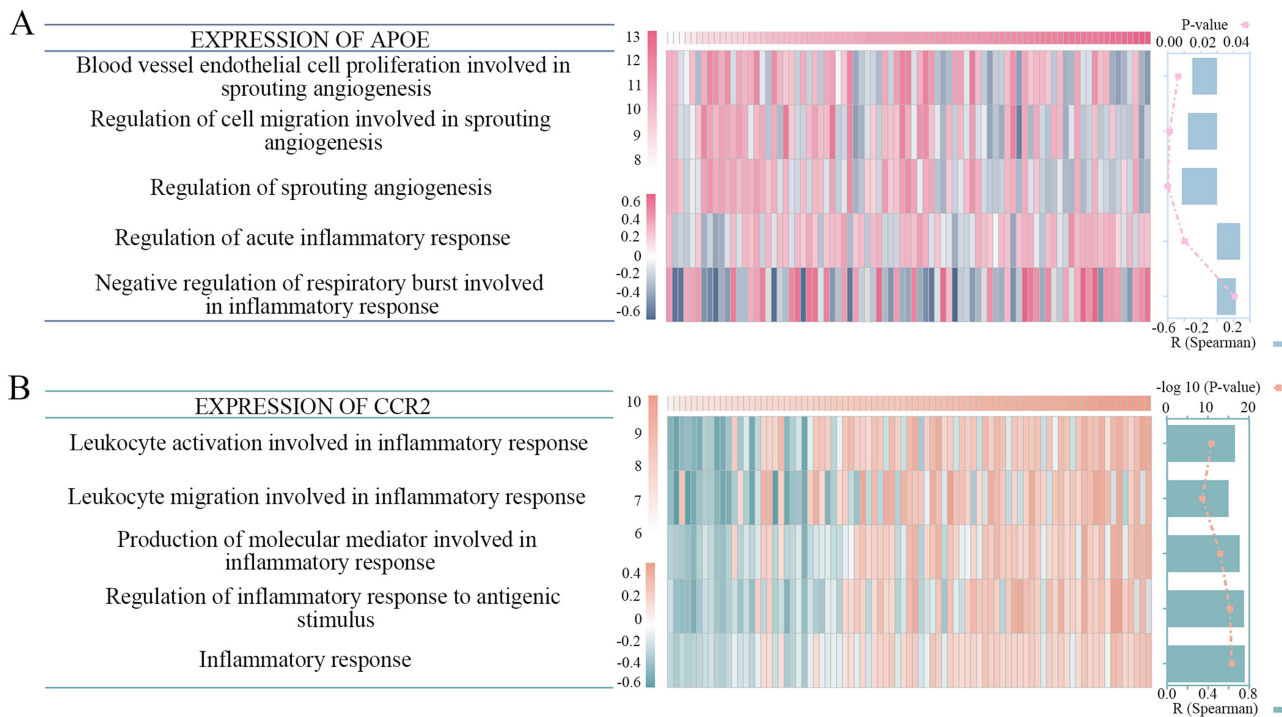 A
EXPRESSION OF APOE
Blood vessel endothelial cell proliferation involved in
sprouting angiogenesis
Regulation of cell migration involved in sprouting
angiogenesis
Regulation of sprouting angiogenesis
Regulation of acute inflammatory response
Negative regulation of respiratory burst involved
in inflammatory response
13
12
11
10
9
8
0.6
0.4
0.2
0
-0.2
-0.4
-0.6
P-value
0.00 0.02 0.04
-0.6 -0.2 0.2
R (Spearman)
B
EXPRESSION OF CCR2
Leukocyte activation involved in inflammatory response
Leukocyte migration involved in inflammatory response
Production of molecular mediator involved in
inflammatory response
Regulation of inflammatory response to antigenic
stimulus
Inflammatory response
10
9
8
7
6
0.4
0.2
0
-0.2
-0.4
-0.6
-log 10 (P-value)
0 10 20
0.0 0.4 0.8
R (Spearman)